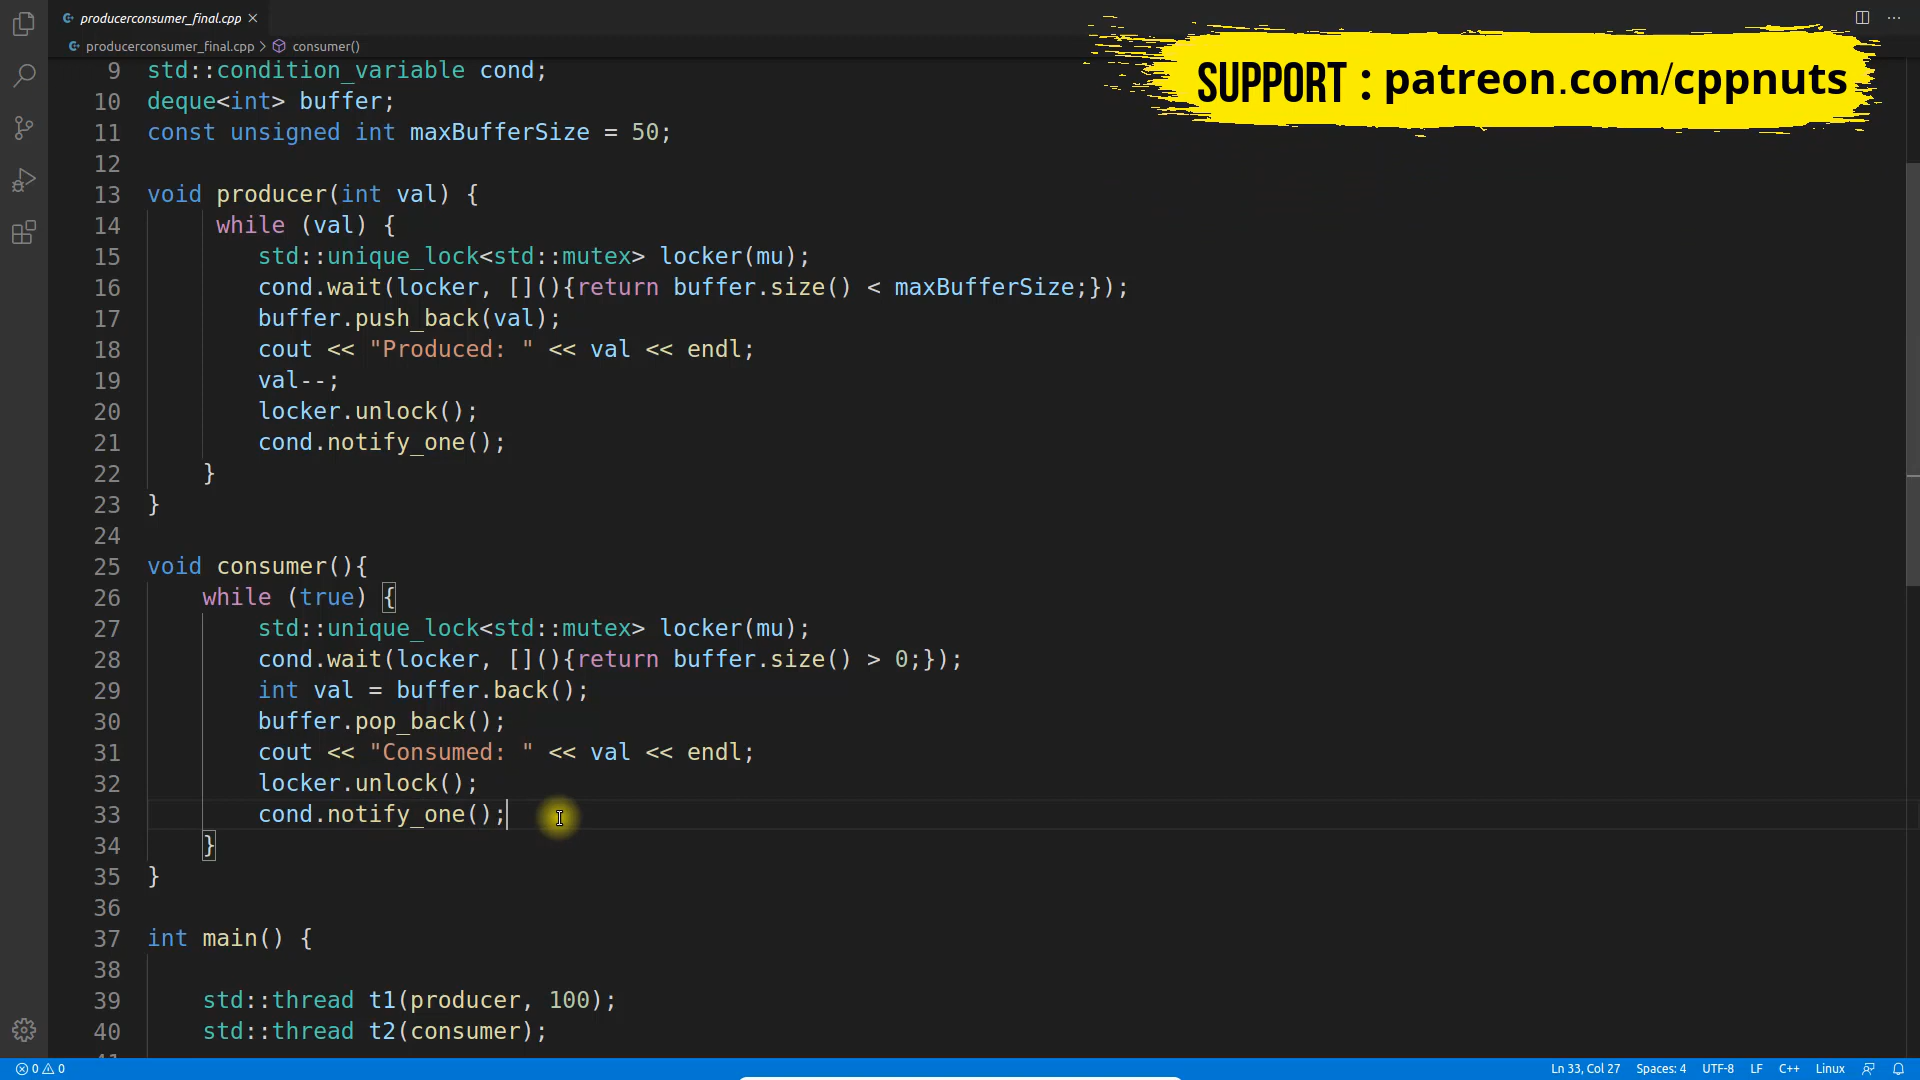 producerconsumer_final.cpp
producerconsumer_final.cpp > consumer()
SUPPORT : patreon.com/cppnuts
9 std::condition_variable cond;
10 deque<int> buffer;
11 const unsigned int maxBufferSize = 50;
12
13 void producer(int val) {
14 while (val) {
15 std::unique_lock<std::mutex> locker(mu);
16 cond.wait(locker, [](){return buffer.size() < maxBufferSize;});
17 buffer.push_back(val);
18 cout << "Produced: " << val << endl;
19 val--;
20 locker.unlock();
21 cond.notify_one();
22 }
23 }
24
25 void consumer(){
26 while (true) {
27 std::unique_lock<std::mutex> locker(mu);
28 cond.wait(locker, [](){return buffer.size() > 0;});
29 int val = buffer.back();
30 buffer.pop_back();
31 cout << "Consumed: " << val << endl;
32 locker.unlock();
33 cond.notify_one();
34 }
35 }
36
37 int main() {
38
39 std::thread t1(producer, 100);
40 std::thread t2(consumer);
0 0 Ln 33, Col 27 Spaces: 4 UTF-8 LF C++ Linux